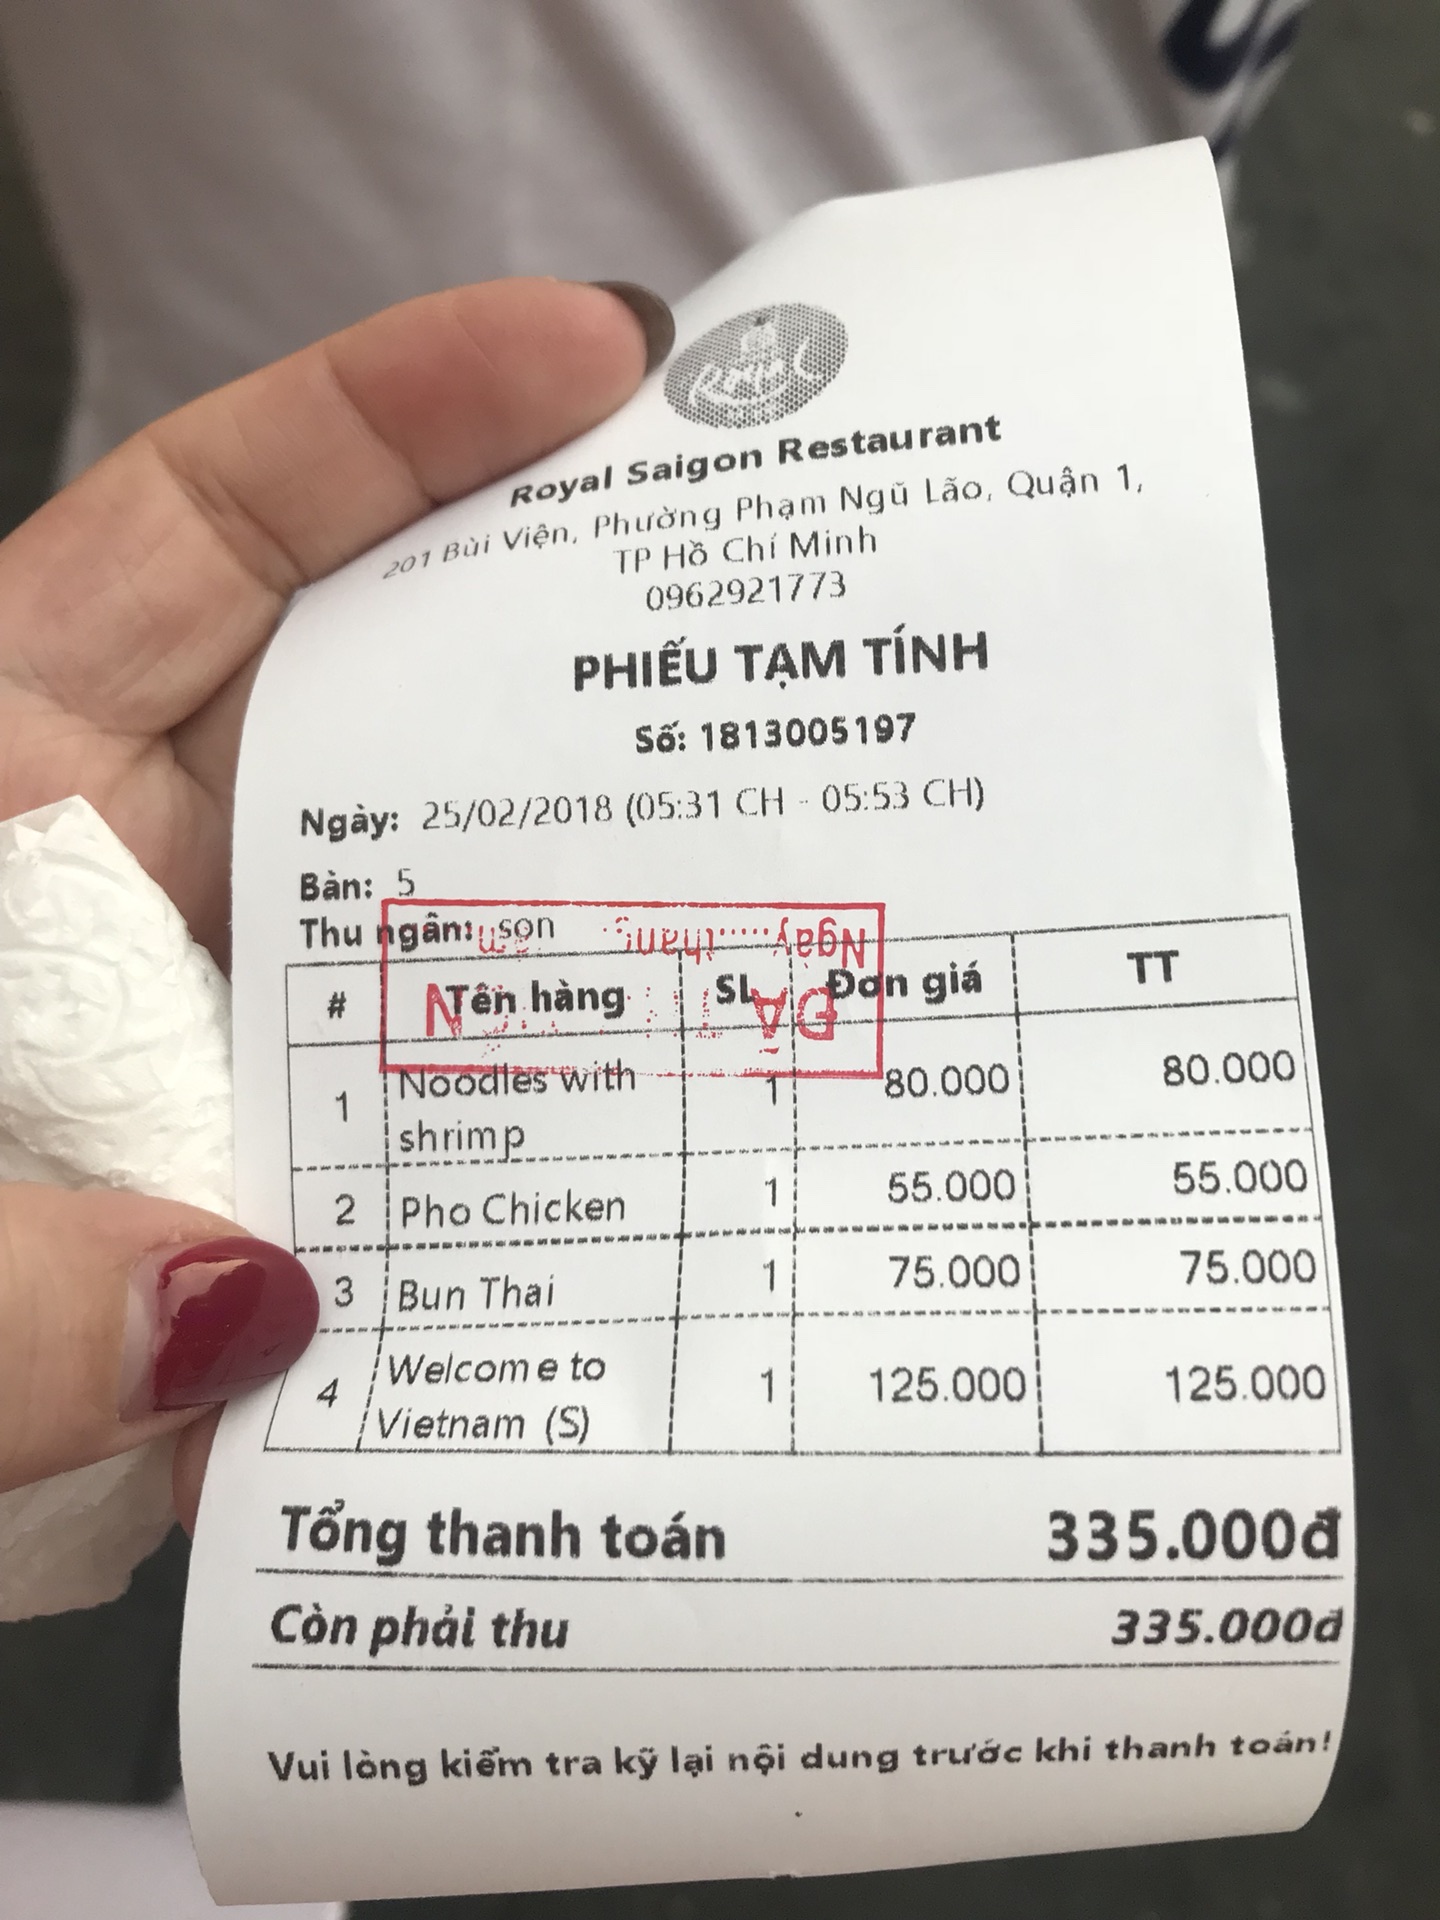 Royal
Royal Saigon Restaurant
201 Bùi Viện, Phường Phạm Ngũ Lão, Quận 1,
TP Hồ Chí Minh
0962921773
PHIẾU TẠM TÍNH
Số: 1813005197
Ngày: 25/02/2018 (05:31 CH - 05:53 CH)
Bàn: 5
Thu ngân: sơn
Ngày......thán
ĐÃ
# Tên hàng SL Đơn giá TT
1 Noodles with shrimp 1 80.000 80.000
2 Pho Chicken 1 55.000 55.000
3 Bun Thai 1 75.000 75.000
4 Welcome to Vietnam (S) 1 125.000 125.000
Tổng thanh toán 335.000đ
Còn phải thu 335.000đ
Vui lòng kiểm tra kỹ lại nội dung trước khi thanh toán!